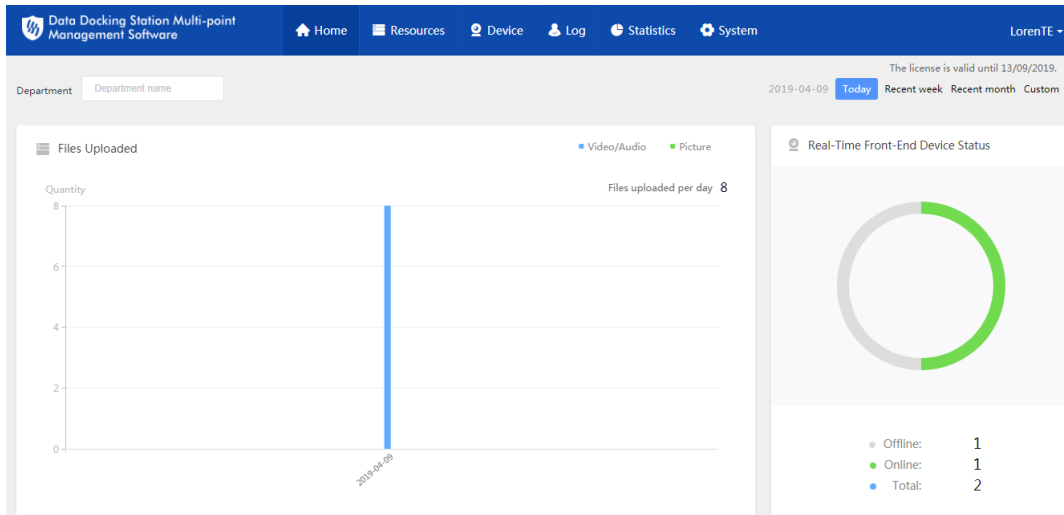 Data Docking Station Multi-point
Management Software
Home
Resources
Device
Log
Statistics
System
LorenTE
The license is valid until 13/09/2019.
Department
Department name
2019-04-09
Today
Recent week
Recent month
Custom
Files Uploaded
Video/Audio
Picture
Quantity
Files uploaded per day 8
8
6
4
2
0
2019-04-09
Real-Time Front-End Device Status
Offline: 1
Online: 1
Total: 2